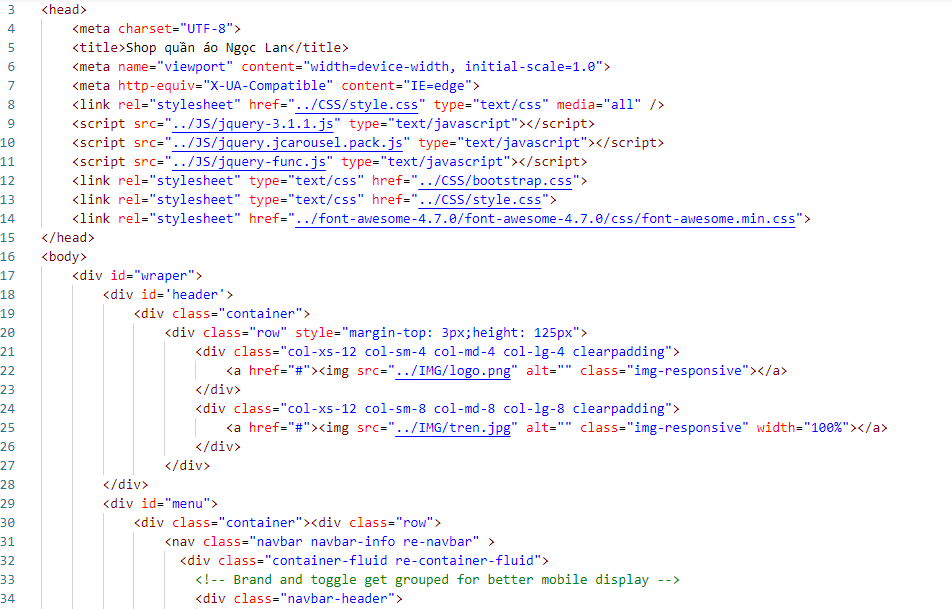 3 <head>
4 <meta charset="UTF-8">
5 <title>Shop quần áo Ngọc Lan</title>
6 <meta name="viewport" content="width=device-width, initial-scale=1.0">
7 <meta http-equiv="X-UA-Compatible" content="IE=edge">
8 <link rel="stylesheet" href="../CSS/style.css" type="text/css" media="all" />
9 <script src="../JS/jquery-3.1.1.js" type="text/javascript"></script>
10 <script src="../JS/jquery.jcarousel.pack.js" type="text/javascript"></script>
11 <script src="../JS/jquery-func.js" type="text/javascript"></script>
12 <link rel="stylesheet" type="text/css" href="../CSS/bootstrap.css">
13 <link rel="stylesheet" type="text/css" href="../CSS/style.css">
14 <link rel="stylesheet" href="../font-awesome-4.7.0/font-awesome-4.7.0/css/font-awesome.min.css">
15 </head>
16 <body>
17 <div id="wraper">
18 <div id='header'>
19 <div class="container">
20 <div class="row" style="margin-top: 3px;height: 125px">
21 <div class="col-xs-12 col-sm-4 col-md-4 col-lg-4 clearpadding">
22 <a href="#"><img src="../IMG/logo.png" alt="" class="img-responsive"></a>
23 </div>
24 <div class="col-xs-12 col-sm-8 col-md-8 col-lg-8 clearpadding">
25 <a href="#"><img src="../IMG/tren.jpg" alt="" class="img-responsive" width="100%"></a>
26 </div>
27 </div>
28 </div>
29 <div id="menu">
30 <div class="container"><div class="row">
31 <nav class="navbar navbar-info re-navbar" >
32 <div class="container-fluid re-container-fluid">
33 <!-- Brand and toggle get grouped for better mobile display -->
34 <div class="navbar-header">